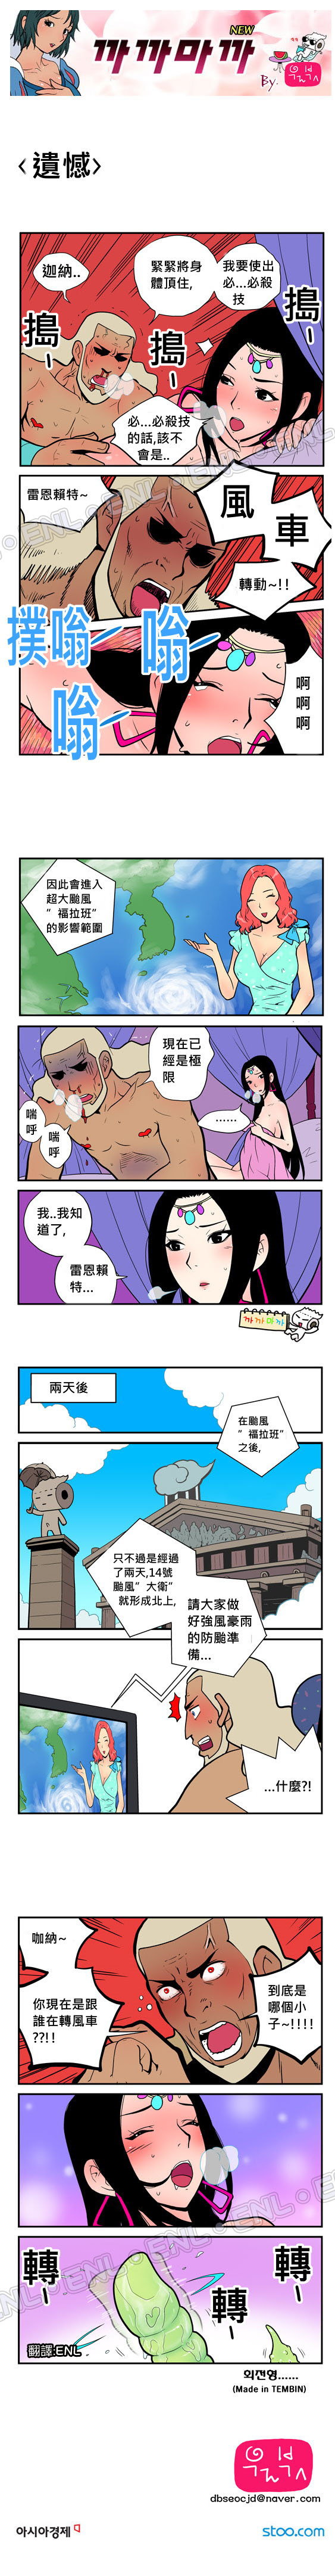 NEW
까까마까
By.
<遺憾>
迦納..
緊緊將身
體頂住,
我要使出
必...必殺
技
搗~
搗~
搗~
必...必殺技
的話,該不
會是..
雷恩賴特~
風
車
轉動~!!
撲嗡
嗡
嗡
啊
啊
啊
因此會進入
超大颱風
”福拉班”
的影響範圍
現在已
經是極
限
喘
呼
喘
呼
......
我..我知
道了,
雷恩賴
特...
까까마까
兩天後
在颱風
”福拉班”
之後,
只不過是經過
了兩天,14號
颱風”大衛”
就形成北上,
請大家做
好強風豪雨
的防颱準
備...
...什麼?!
咖納~
你現在是跟
誰在轉風車
??!!
到底是
哪個小
子~!!!!
轉~
轉~
轉~
翻譯:ENL
외전영......
(Made in TEMBIN)
dbseocjd@naver.com
아시아경제
stoo.com